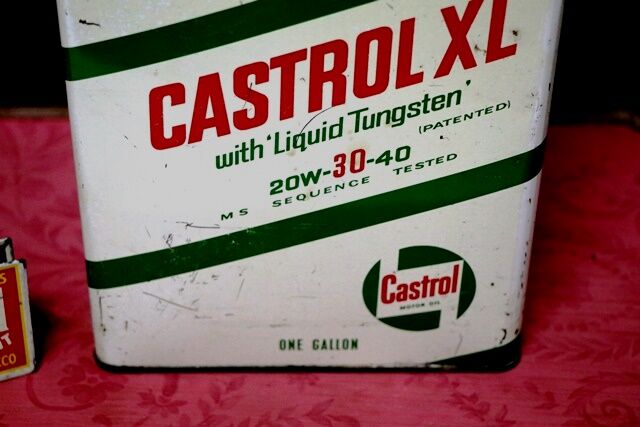 CASTROL XL
with 'Liquid Tungsten'
(PATENTED)
20W-30-40
MS SEQUENCE TESTED
Castrol
MOTOR OIL
ONE GALLON